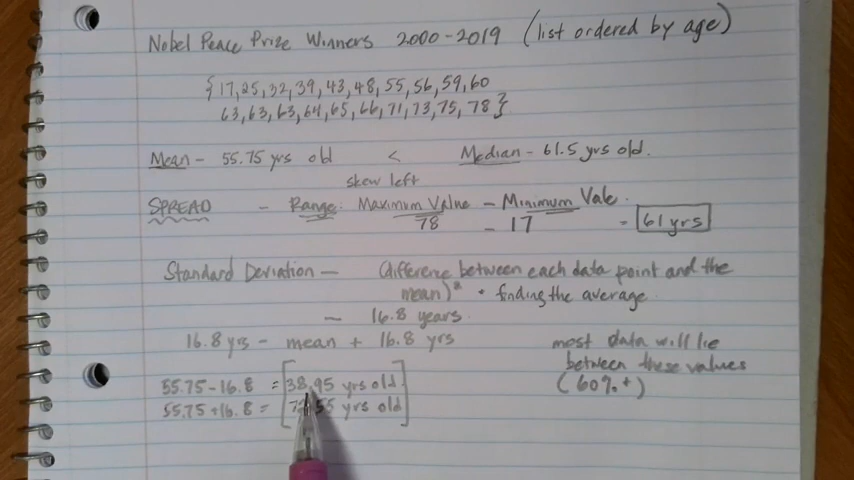 Nobel Peace Prize Winners 2000-2019 (list ordered by age)
{17, 25, 32, 39, 43, 48, 55, 56, 59, 60
63, 63, 63, 64, 65, 66, 71, 73, 75, 78}
Mean - 55.75 yrs old < Median - 61.5 yrs old.
skew left
SPREAD - Range: Maximum Value - Minimum Vale.
78 - 17 = 61 yrs
Standard Deviation - (difference between each data point and the
mean)² + finding the average
- 16.8 years.
16.8 yrs - mean + 16.8 yrs
most data will lie
between these values
(60%+)
55.75-16.8 = 38.95 yrs old
55.75+16.8 = 55 yrs old